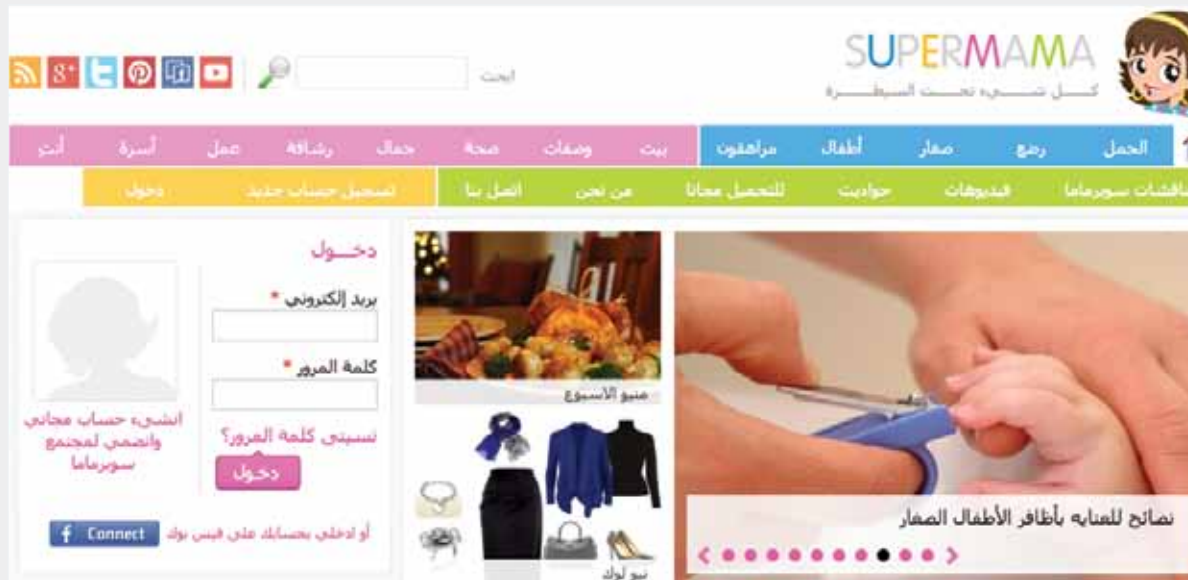 SUPERMAMA
كل شيء تحت السيطرة
ابحث
الحمل رضع صغار أطفال مراهقون بيت وصفات صحة جمال رشاقة عمل أسرة أنتِ
سوبرماما فيديوهات حواديت للتحميل مجانا من نحن اتصل بنا تسجيل حساب جديد دخول
نصائح للعنايه بأظافر الأطفال الصغار
منيو الأسبوع
نيو لوك
دخول
بريد إلكتروني *
كلمة المرور *
نسيتي كلمة المرور؟
دخول
انشيء حساب مجاني
وانضمي لمجتمع
سوبرماما
أو ادخلي بحسابك على فيس بوك
f Connect